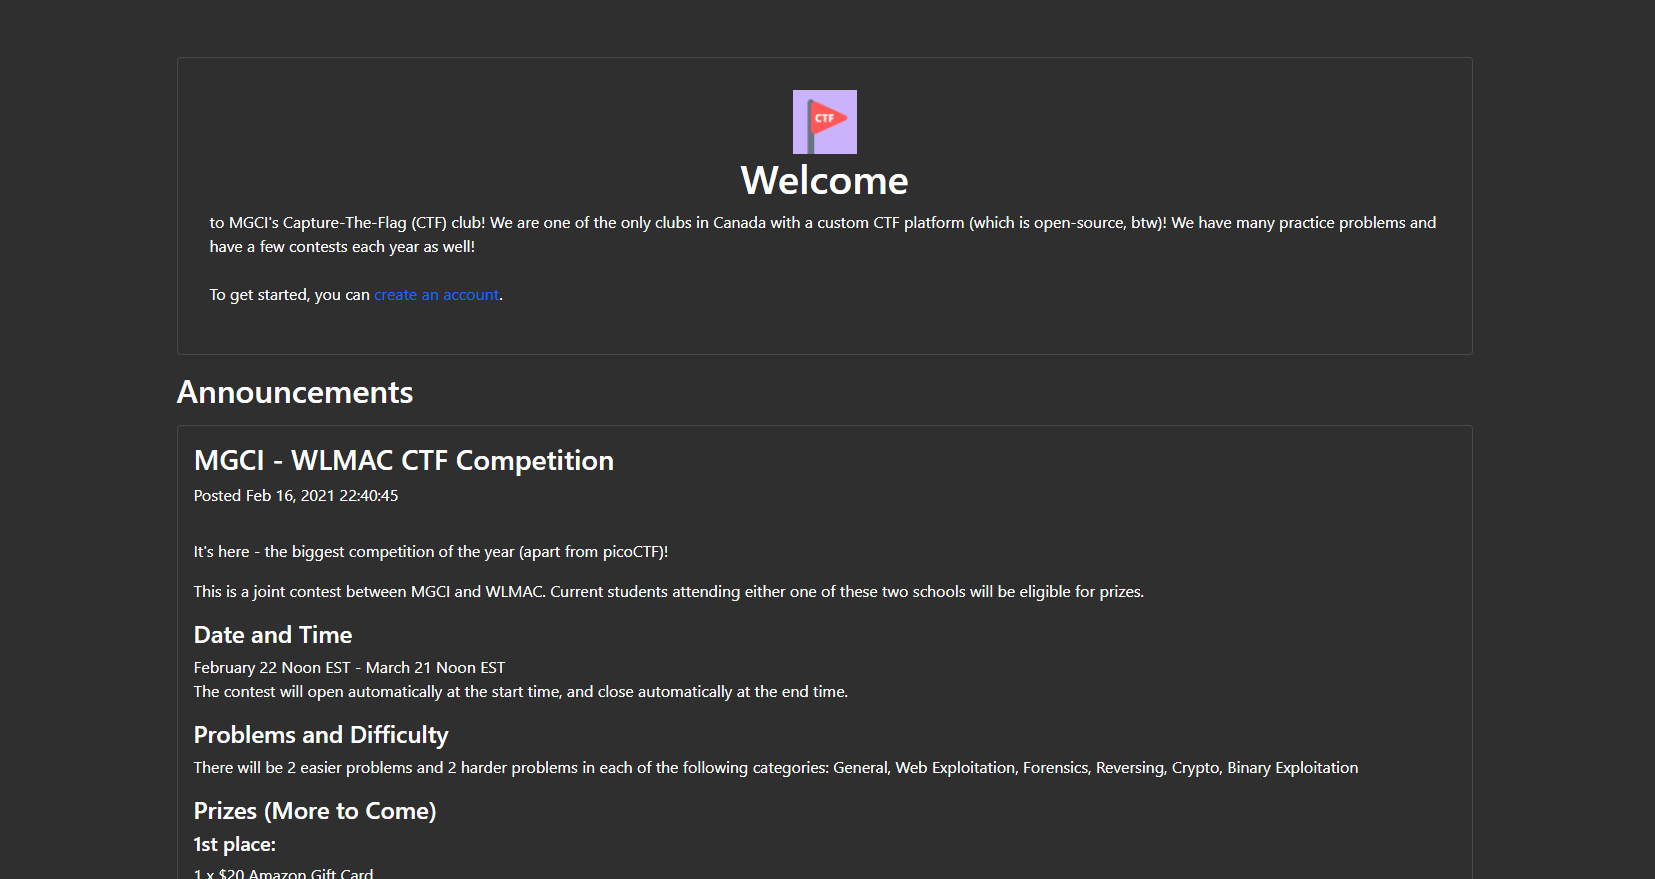 CTF
Welcome
to MGCI's Capture-The-Flag (CTF) club! We are one of the only clubs in Canada with a custom CTF platform (which is open-source, btw)! We have many practice problems and
have a few contests each year as well!
To get started, you can create an account.
Announcements
MGCI - WLMAC CTF Competition
Posted Feb 16, 2021 22:40:45
It's here - the biggest competition of the year (apart from picoCTF)!
This is a joint contest between MGCI and WLMAC. Current students attending either one of these two schools will be eligible for prizes.
Date and Time
February 22 Noon EST - March 21 Noon EST
The contest will open automatically at the start time, and close automatically at the end time.
Problems and Difficulty
There will be 2 easier problems and 2 harder problems in each of the following categories: General, Web Exploitation, Forensics, Reversing, Crypto, Binary Exploitation
Prizes (More to Come)
1st place:
1 x $20 Amazon Gift Card